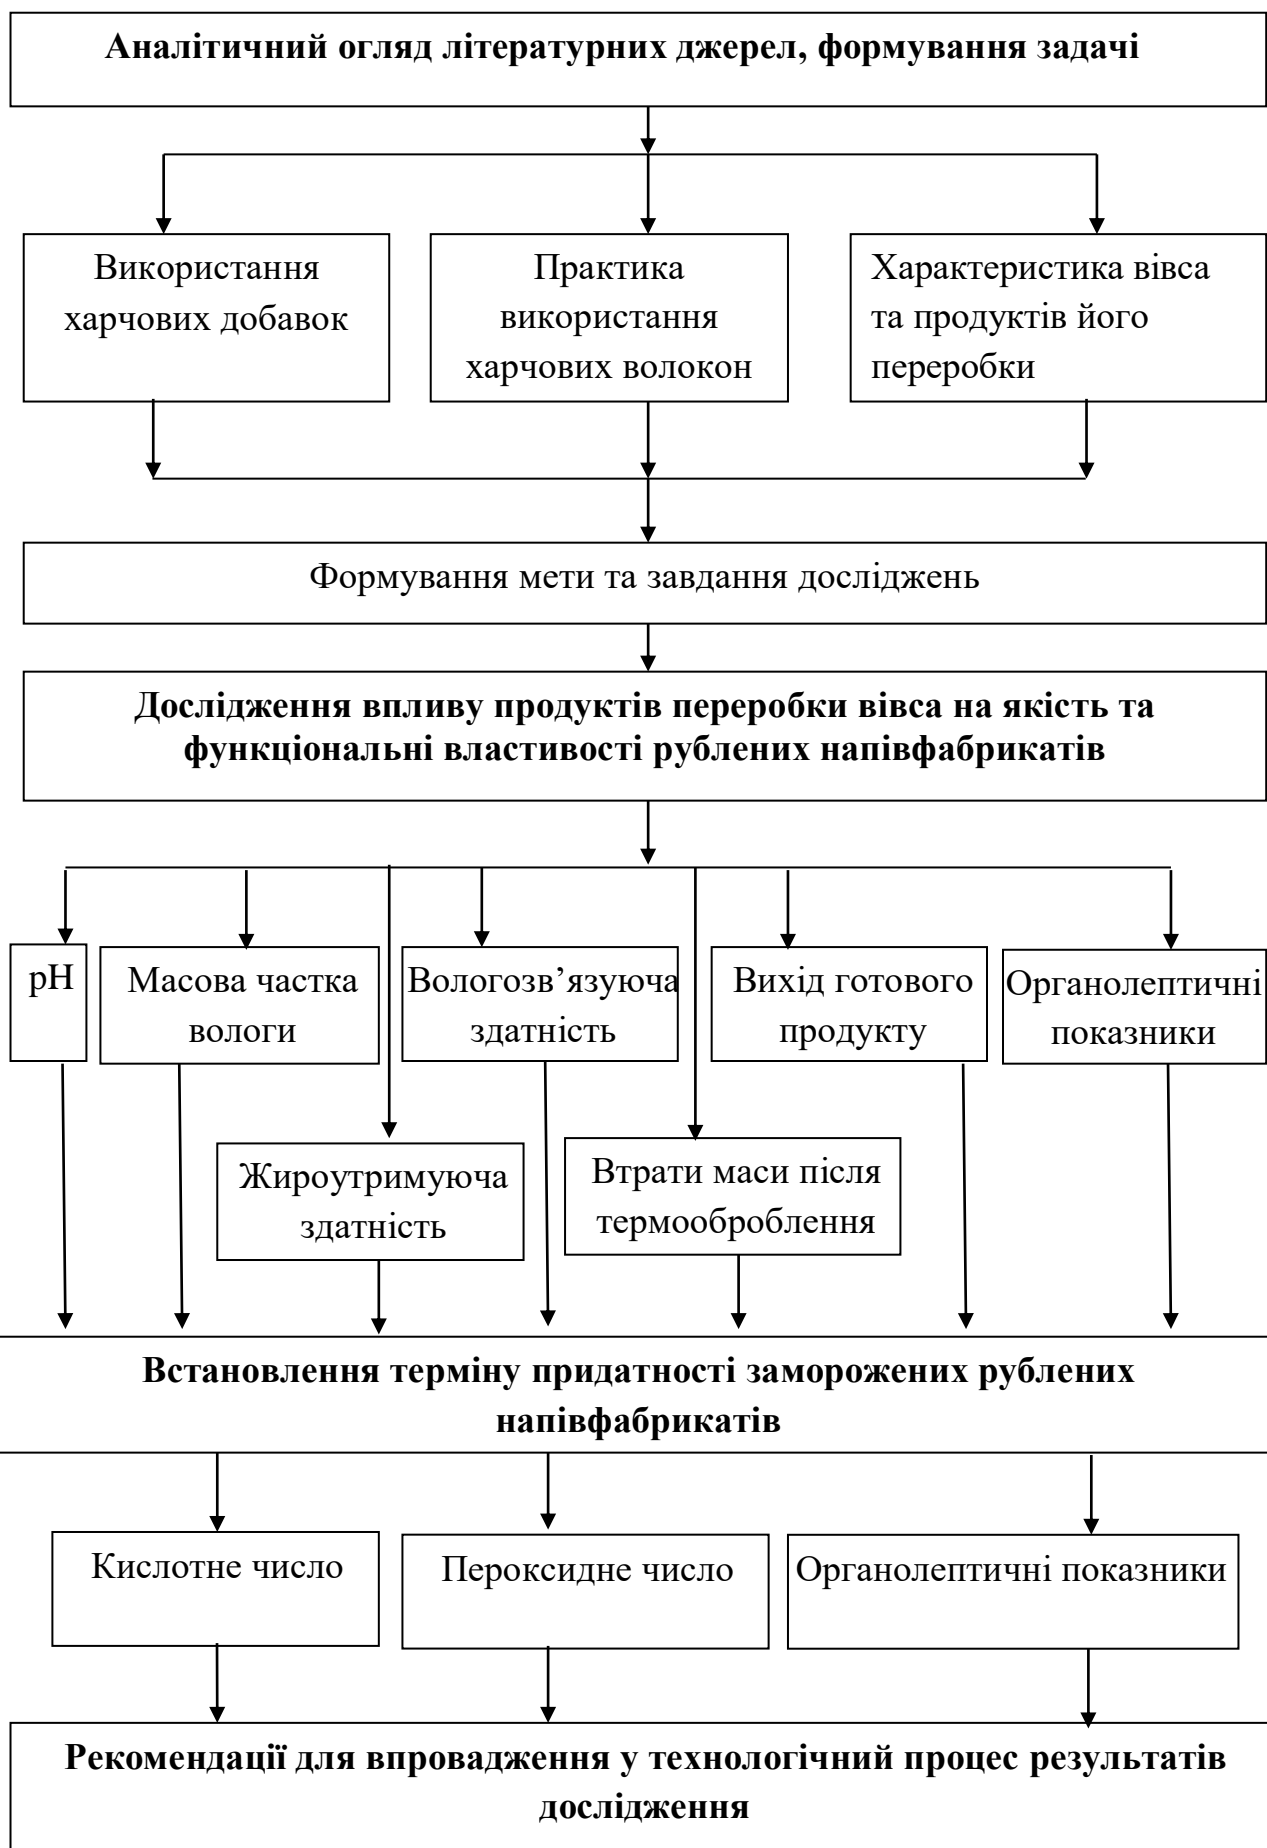 Аналітичний огляд літературних джерел, формування задачі
Використання
харчових добавок
Практика
використання
харчових волокон
Характеристика вівса
та продуктів його
переробки
Формування мети та завдання досліджень
Дослідження впливу продуктів переробки вівса на якість та
функціональні властивості рублених напівфабрикатів
рН
Масова частка
вологи
Вологозв’язуюча
здатність
Вихід готового
продукту
Органолептичні
показники
Жироутримуюча
здатність
Втрати маси після
термооброблення
Встановлення терміну придатності заморожених рублених
напівфабрикатів
Кислотне число
Пероксидне число
Органолептичні показники
Рекомендації для впровадження у технологічний процес результатів
дослідження